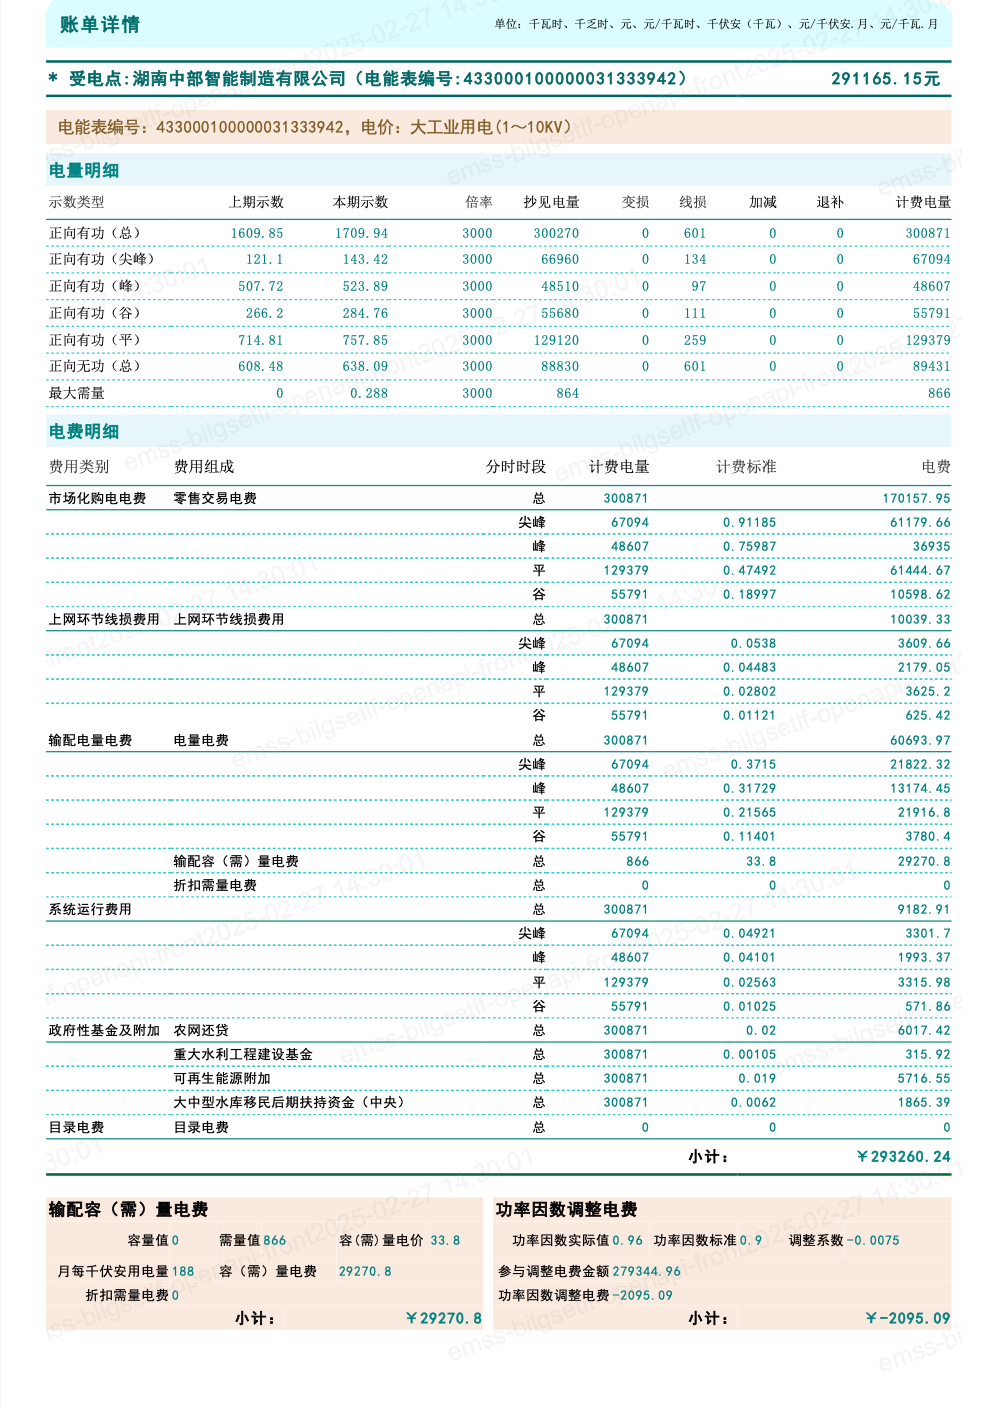 账单详情 单位：千瓦时、千乏时、元、元/千瓦时、千伏安（千瓦）、元/千伏安.月、元/千瓦.月
* 受电点:湖南中部智能制造有限公司（电能表编号:4330001000000031333942） 291165.15元
电能表编号：4330001000000031333942，电价：大工业用电(1～10KV）
电量明细
示数类型 上期示数 本期示数 倍率 抄见电量 变损 线损 加减 退补 计费电量
正向有功（总） 1609.85 1709.94 3000 300270 0 601 0 0 300871
正向有功（尖峰） 121.1 143.42 3000 66960 0 134 0 0 67094
正向有功（峰） 507.72 523.89 3000 48510 0 97 0 0 48607
正向有功（谷） 266.2 284.76 3000 55680 0 111 0 0 55791
正向有功（平） 714.81 757.85 3000 129120 0 259 0 0 129379
正向无功（总） 608.48 638.09 3000 88830 0 601 0 0 89431
最大需量 0 0.288 3000 864 866
电费明细
费用类别 费用组成 分时时段 计费电量 计费标准 电费
市场化购电电费 零售交易电费 总 300871 170157.95
尖峰 67094 0.91185 61179.66
峰 48607 0.75987 36935
平 129379 0.47492 61444.67
谷 55791 0.18997 10598.62
上网环节线损费用 上网环节线损费用 总 300871 10039.33
尖峰 67094 0.0538 3609.66
峰 48607 0.04483 2179.05
平 129379 0.02802 3625.2
谷 55791 0.01121 625.42
输配电量电费 电量电费 总 300871 60693.97
尖峰 67094 0.3715 21822.32
峰 48607 0.31729 13174.45
平 129379 0.21565 21916.8
谷 55791 0.11401 3780.4
输配容（需）量电费 总 866 33.8 29270.8
折扣需量电费 总 0 0 0
系统运行费用 总 300871 9182.91
尖峰 67094 0.04921 3301.7
峰 48607 0.04101 1993.37
平 129379 0.02563 3315.98
谷 55791 0.01025 571.86
政府性基金及附加 农网还贷 总 300871 0.02 6017.42
重大水利工程建设基金 总 300871 0.00105 315.92
可再生能源附加 总 300871 0.019 5716.55
大中型水库移民后期扶持资金（中央） 总 300871 0.0062 1865.39
目录电费 目录电费 总 0 0 0
小计： ￥293260.24
输配容（需）量电费
容量值0 需量值866 容(需)量电价 33.8
月每千伏安用电量188 容（需）量电费 29270.8
折扣需量电费0
小计： ￥29270.8
功率因数调整电费
功率因数实际值0.96 功率因数标准0.9 调整系数-0.0075
参与调整电费金额279344.96
功率因数调整电费-2095.09
小计： ￥-2095.09